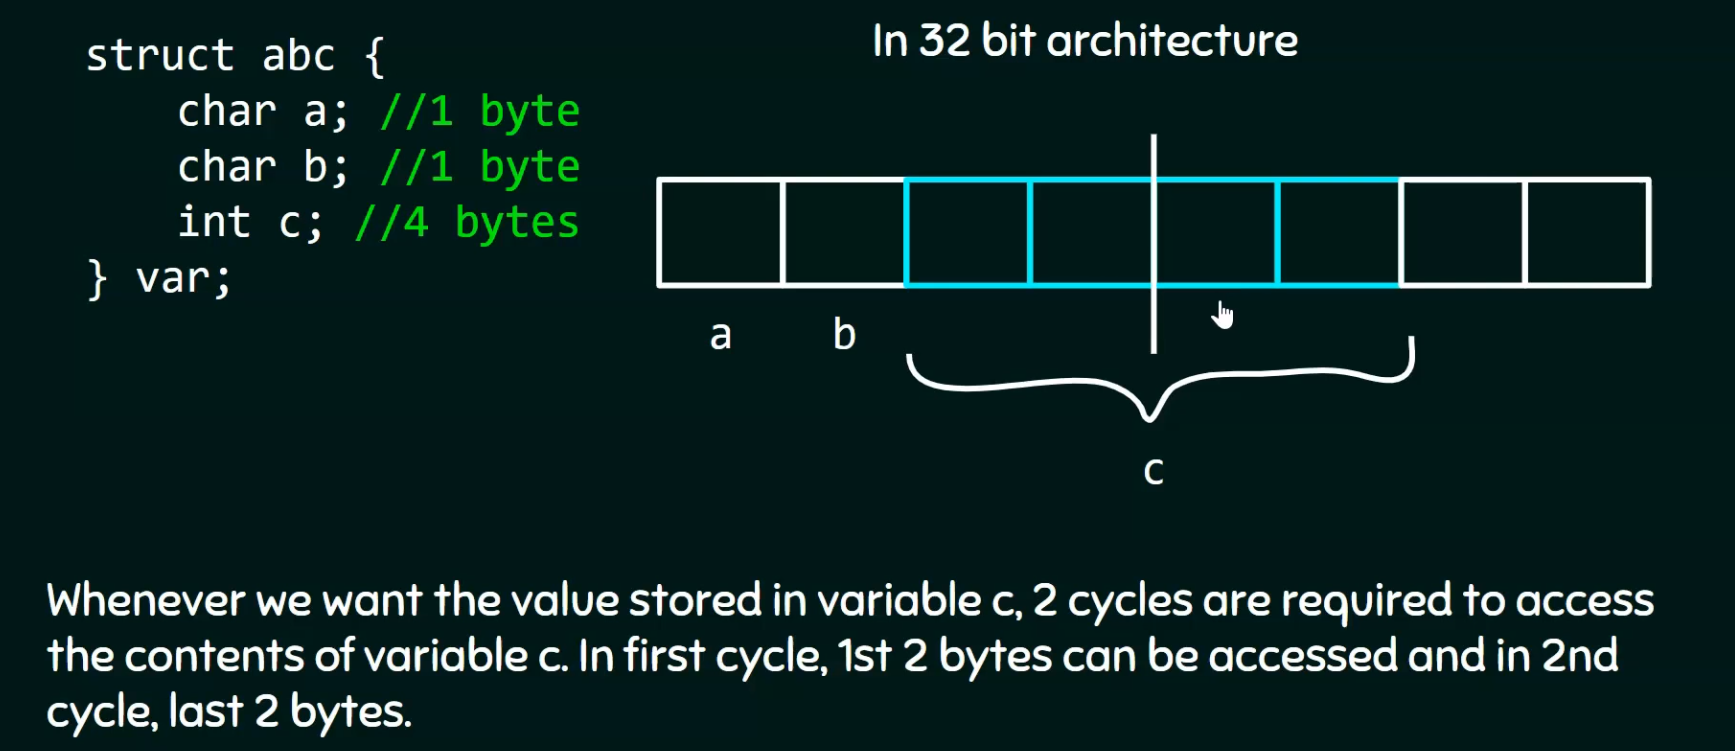 struct abc {
char a; //1 byte
char b; //1 byte
int c; //4 bytes
} var;
In 32 bit architecture
a b
c
Whenever we want the value stored in variable c, 2 cycles are required to access
the contents of variable c. In first cycle, 1st 2 bytes can be accessed and in 2nd
cycle, last 2 bytes.